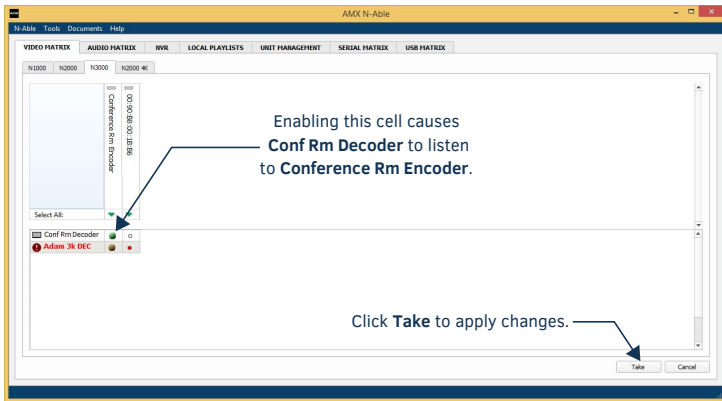 AMX
AMX N-Able
N-Able Tools Documents Help
VIDEO MATRIX AUDIO MATRIX NVR LOCAL PLAYLISTS UNIT MANAGEMENT SERIAL MATRIX USB MATRIX
N1000 N2000 N3000 N2000 4K
Conference Rm Encoder
00:90:B8:00:1B:B6
Enabling this cell causes
Conf Rm Decoder to listen
to Conference Rm Encoder.
Select All:
Conf Rm Decoder
Adam 3k DEC
Click Take to apply changes.
Take Cancel